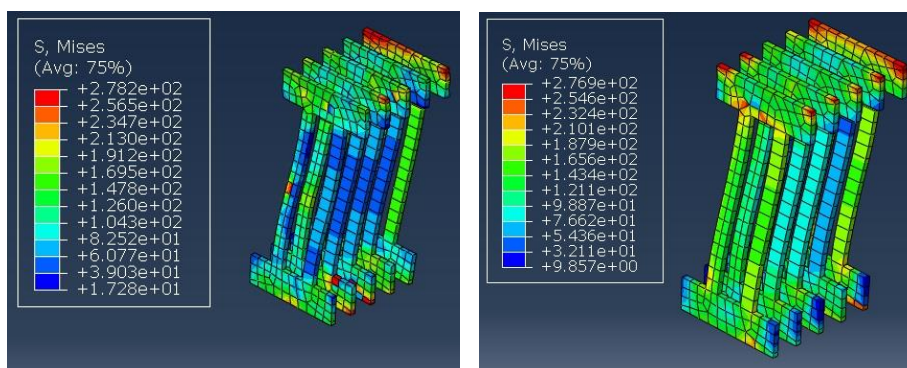 S, Mises
(Avg: 75%)
+2.782e+02
+2.565e+02
+2.347e+02
+2.130e+02
+1.912e+02
+1.695e+02
+1.478e+02
+1.260e+02
+1.043e+02
+8.252e+01
+6.077e+01
+3.903e+01
+1.728e+01
S, Mises
(Avg: 75%)
+2.769e+02
+2.546e+02
+2.324e+02
+2.101e+02
+1.879e+02
+1.656e+02
+1.434e+02
+1.211e+02
+9.887e+01
+7.662e+01
+5.436e+01
+3.211e+01
+9.857e+00